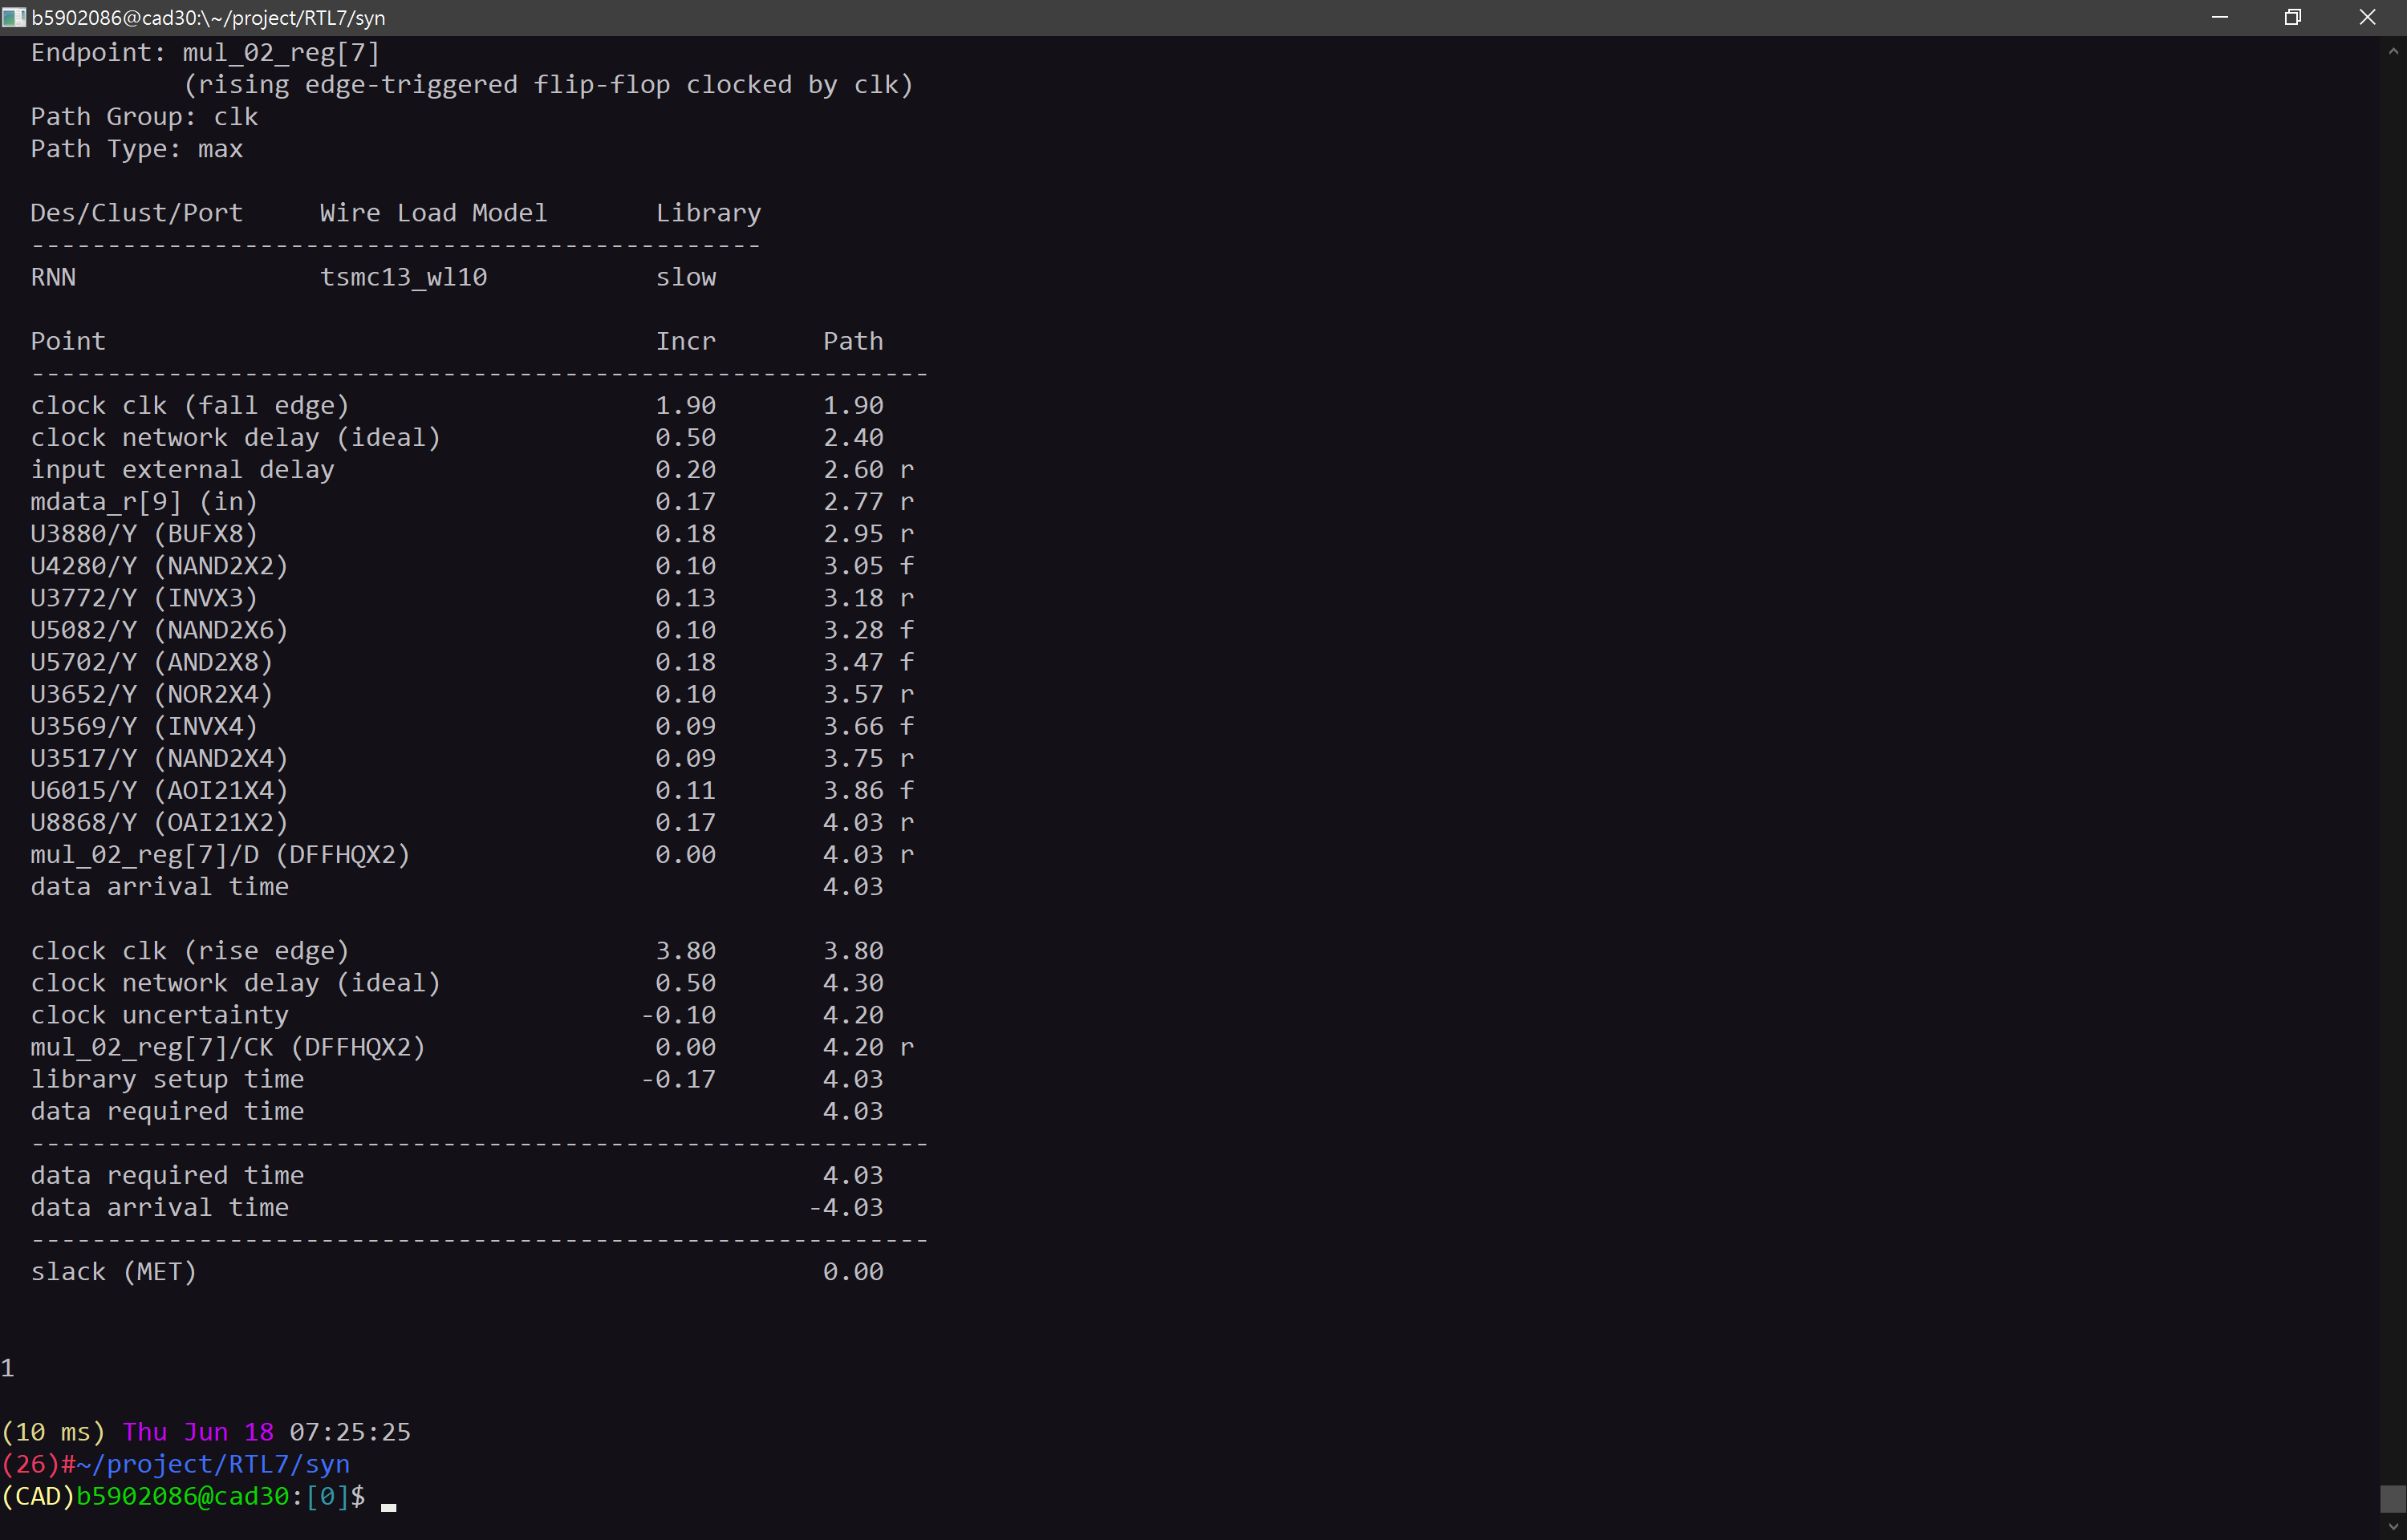 b5902086@cad30:\~/project/RTL7/syn
Endpoint: mul_02_reg[7]
(rising edge-triggered flip-flop clocked by clk)
Path Group: clk
Path Type: max
Des/Clust/Port     Wire Load Model       Library
------------------------------------------------
RNN                tsmc13_wl10           slow
Point                                    Incr       Path
-----------------------------------------------------------
clock clk (fall edge)                    1.90       1.90
clock network delay (ideal)              0.50       2.40
input external delay                     0.20       2.60 r
mdata_r[9] (in)                          0.17       2.77 r
U3880/Y (BUFX8)                          0.18       2.95 r
U4280/Y (NAND2X2)                        0.10       3.05 f
U3772/Y (INVX3)                          0.13       3.18 r
U5082/Y (NAND2X6)                        0.10       3.28 f
U5702/Y (AND2X8)                         0.18       3.47 f
U3652/Y (NOR2X4)                         0.10       3.57 r
U3569/Y (INVX4)                          0.09       3.66 f
U3517/Y (NAND2X4)                        0.09       3.75 r
U6015/Y (AOI21X4)                        0.11       3.86 f
U8868/Y (OAI21X2)                        0.17       4.03 r
mul_02_reg[7]/D (DFFHQX2)                0.00       4.03 r
data arrival time                                   4.03
clock clk (rise edge)                    3.80       3.80
clock network delay (ideal)              0.50       4.30
clock uncertainty                       -0.10       4.20
mul_02_reg[7]/CK (DFFHQX2)               0.00       4.20 r
library setup time                      -0.17       4.03
data required time                                  4.03
-----------------------------------------------------------
data required time                                  4.03
data arrival time                                  -4.03
-----------------------------------------------------------
slack (MET)                                         0.00
1
(10 ms) Thu Jun 18 07:25:25
(26)#~/project/RTL7/syn
(CAD)b5902086@cad30:[0]$